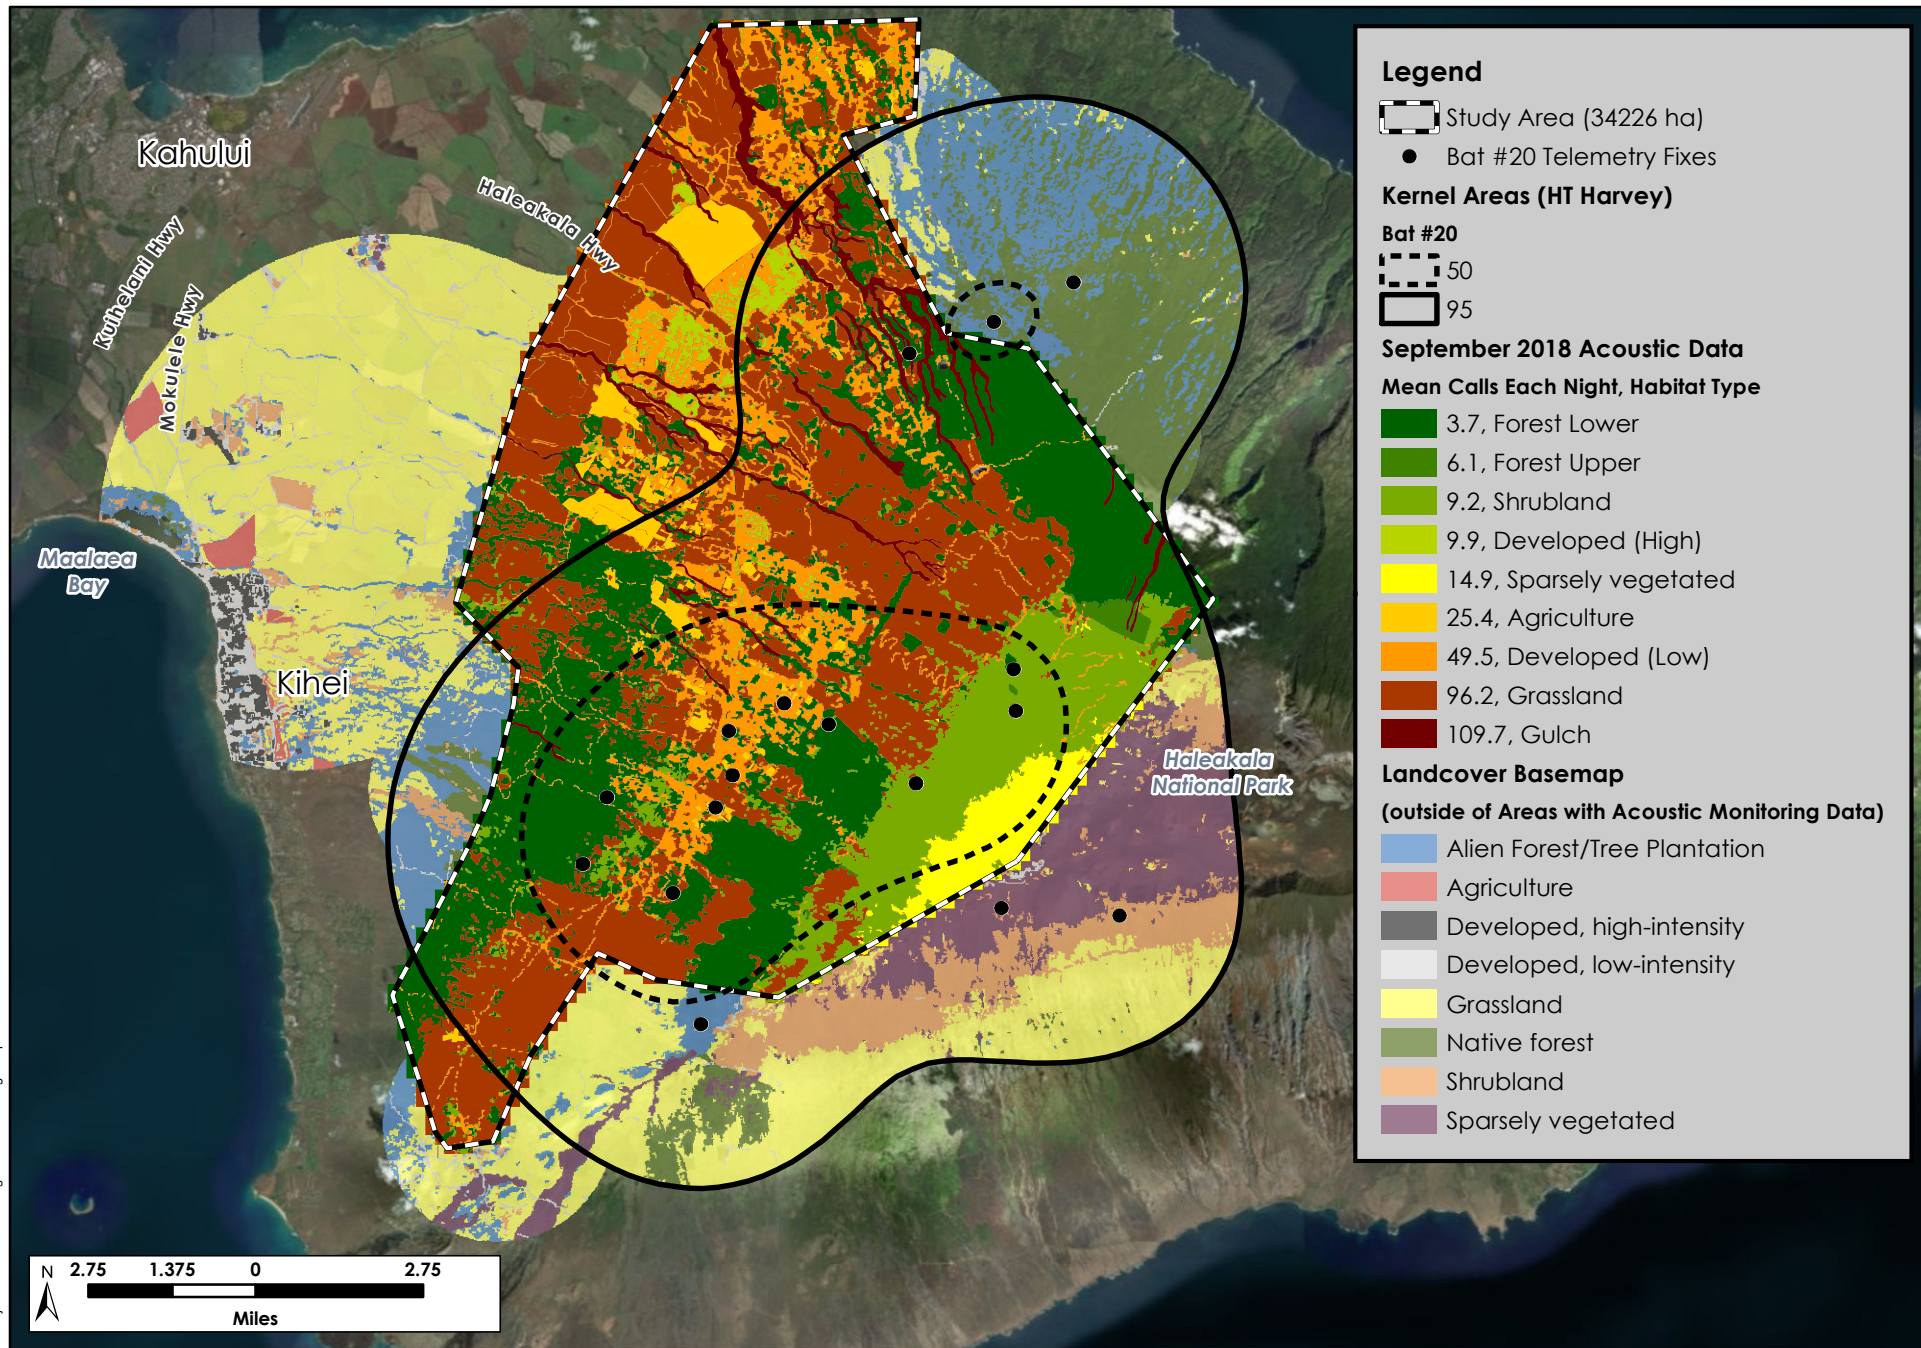 Kahului
Haleakala Hwy
Kuihelani Hwy
Mokulele Hwy
Maalaea
Bay
Kihei
Haleakala
National Park
N
2.75 1.375 0 2.75
Miles
Legend
Study Area (34226 ha)
Bat #20 Telemetry Fixes
Kernel Areas (HT Harvey)
Bat #20
50
95
September 2018 Acoustic Data
Mean Calls Each Night, Habitat Type
3.7, Forest Lower
6.1, Forest Upper
9.2, Shrubland
9.9, Developed (High)
14.9, Sparsely vegetated
25.4, Agriculture
49.5, Developed (Low)
96.2, Grassland
109.7, Gulch
Landcover Basemap
(outside of Areas with Acoustic Monitoring Data)
Alien Forest/Tree Plantation
Agriculture
Developed, high-intensity
Developed, low-intensity
Grassland
Native forest
Shrubland
Sparsely vegetated